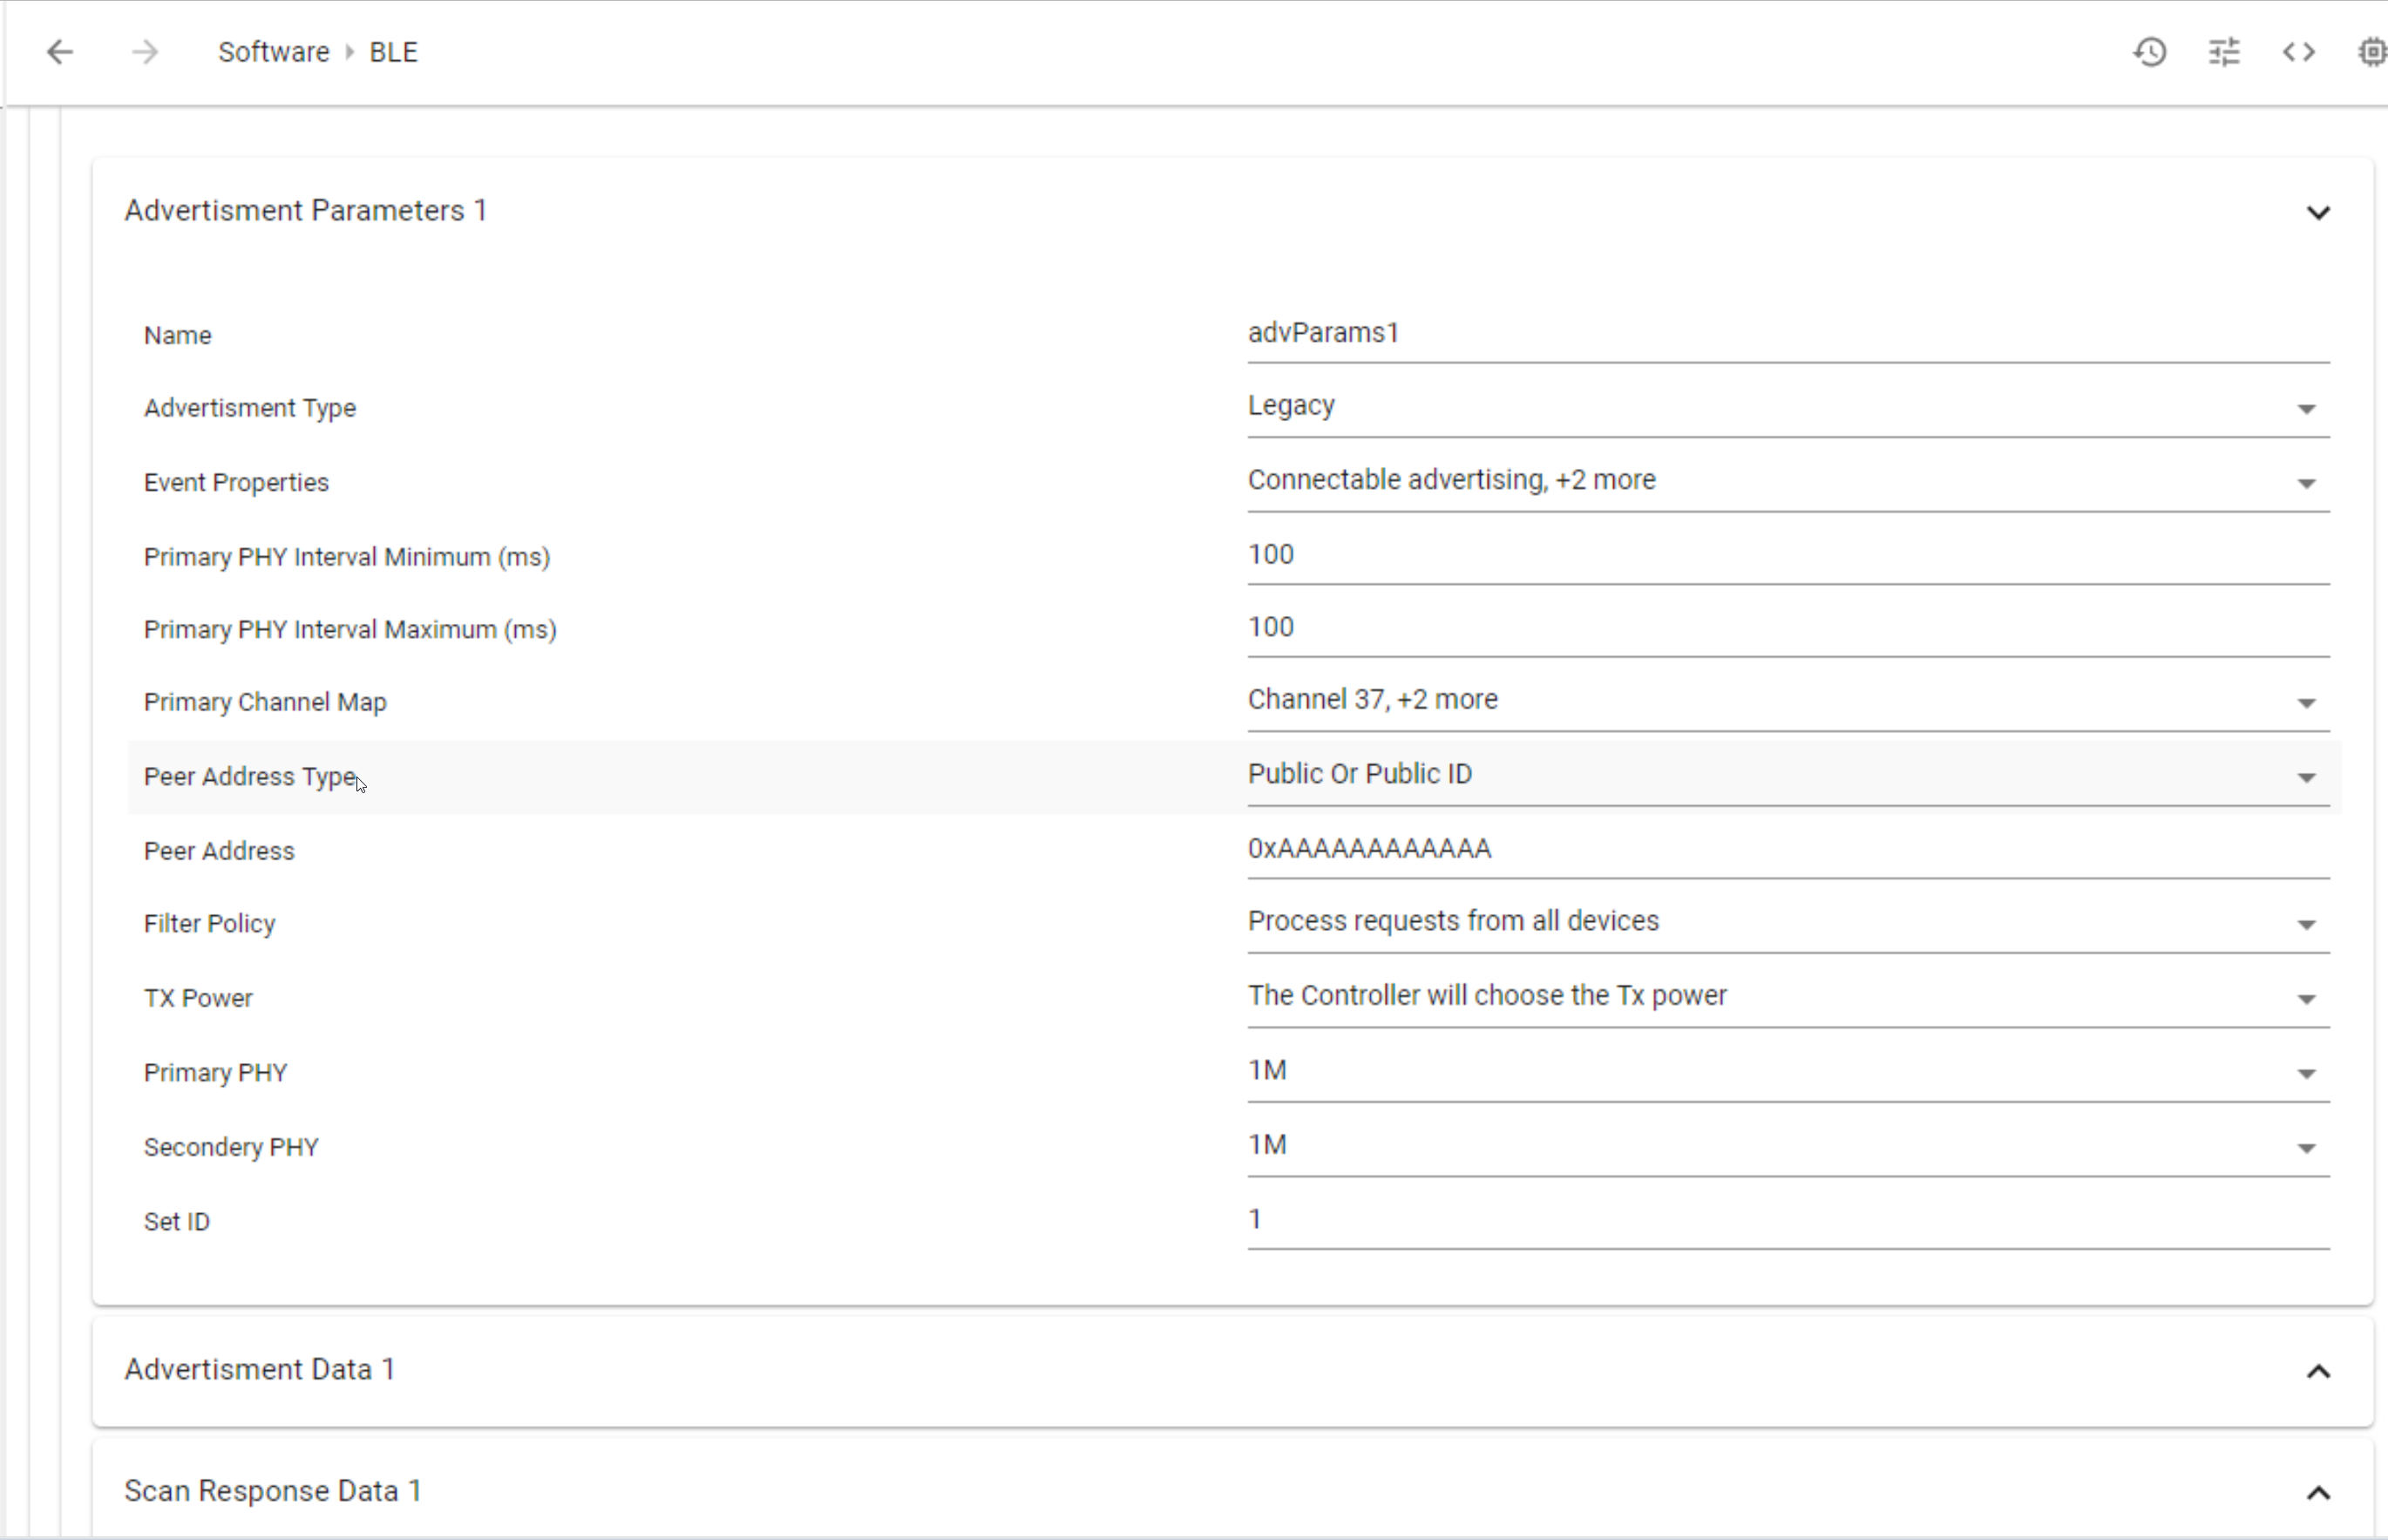 Software BLE
Advertisment Parameters 1
Name advParams1
Advertisment Type Legacy
Event Properties Connectable advertising, +2 more
Primary PHY Interval Minimum (ms) 100
Primary PHY Interval Maximum (ms) 100
Primary Channel Map Channel 37, +2 more
Peer Address Type Public Or Public ID
Peer Address 0xAAAAAAAAAAAA
Filter Policy Process requests from all devices
TX Power The Controller will choose the Tx power
Primary PHY 1M
Secondery PHY 1M
Set ID 1
Advertisment Data 1
Scan Response Data 1